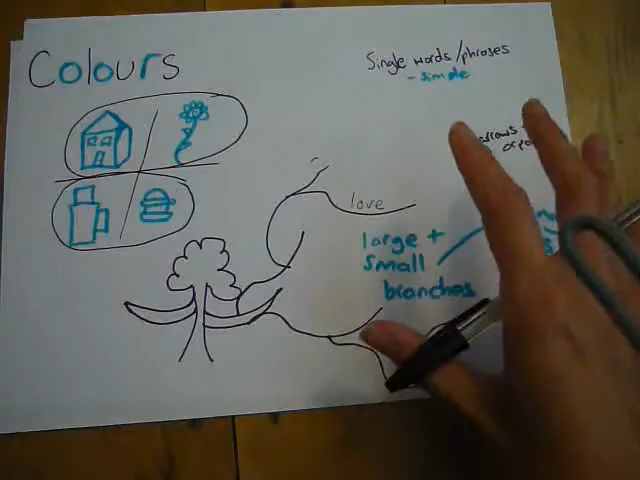 Colours
Single words/phrases
- simple
love
large +
small
branches